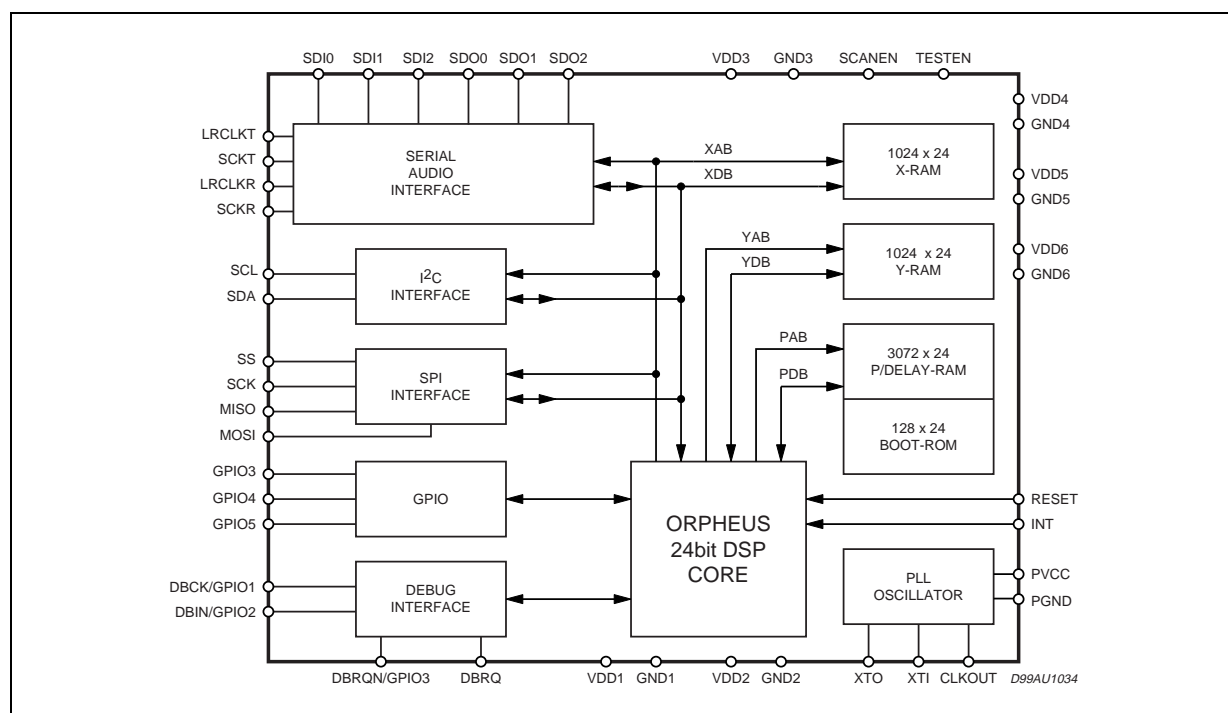 SDI0 SDI1 SDI2 SDO0 SDO1 SDO2 VDD3 GND3 SCANEN TESTEN
VDD4
GND4
VDD5
GND5
VDD6
GND6
LRCLKT
SCKT
LRCLKR
SCKR
SERIAL
AUDIO
INTERFACE
XAB
XDB
1024 x 24
X-RAM
SCL
SDA
I2C
INTERFACE
YAB
YDB
1024 x 24
Y-RAM
SS
SCK
MISO
MOSI
SPI
INTERFACE
PAB
PDB
3072 x 24
P/DELAY-RAM
128 x 24
BOOT-ROM
GPIO3
GPIO4
GPIO5
GPIO
ORPHEUS
24bit DSP
CORE
RESET
INT
DBCK/GPIO1
DBIN/GPIO2
DEBUG
INTERFACE
PLL
OSCILLATOR
PVCC
PGND
DBRQN/GPIO3 DBRQ VDD1 GND1 VDD2 GND2 XTO XTI CLKOUT D99AU1034